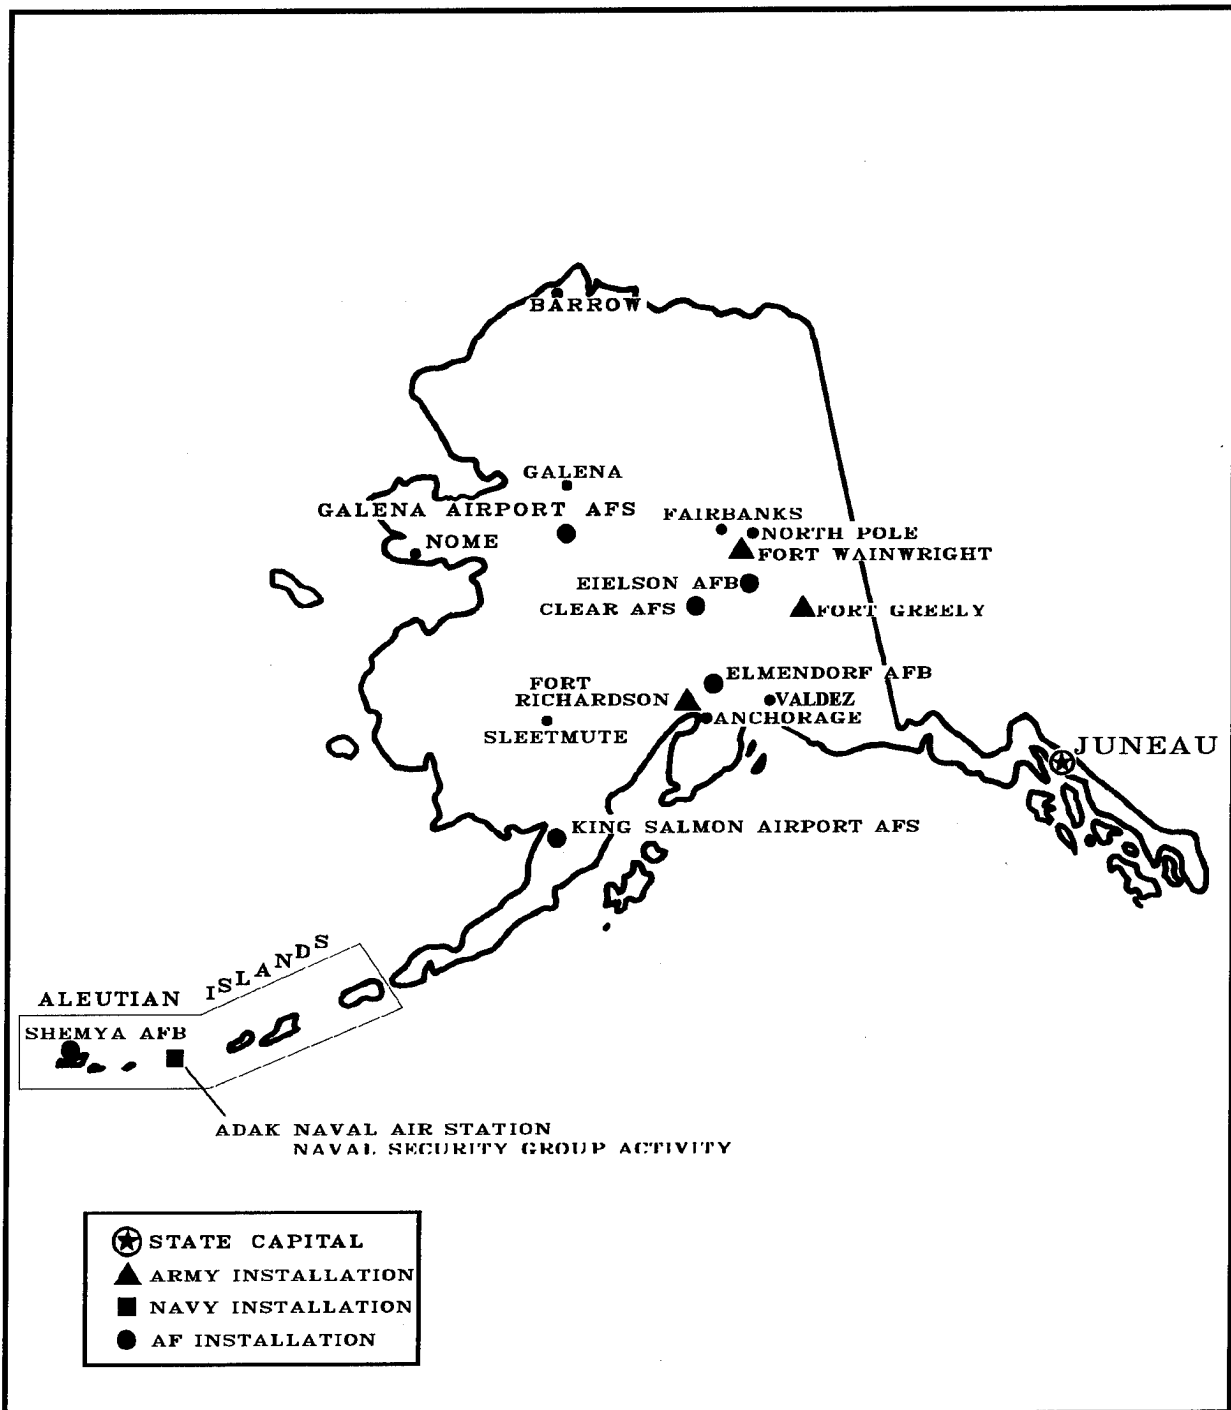 BARROW
GALENA
GALENA AIRPORT AFS
FAIRBANKS
NORTH POLE
NOME
FORT WAINWRIGHT
EIELSON AFB
CLEAR AFS
FORT GREELY
ELMENDORF AFB
FORT
RICHARDSON
VALDEZ
ANCHORAGE
SLEETMUTE
JUNEAU
KING SALMON AIRPORT AFS
ALEUTIAN ISLANDS
SHEMYA AFB
ADAK NAVAL AIR STATION
NAVAL SECURITY GROUP ACTIVITY
STATE CAPITAL
ARMY INSTALLATION
NAVY INSTALLATION
AF INSTALLATION